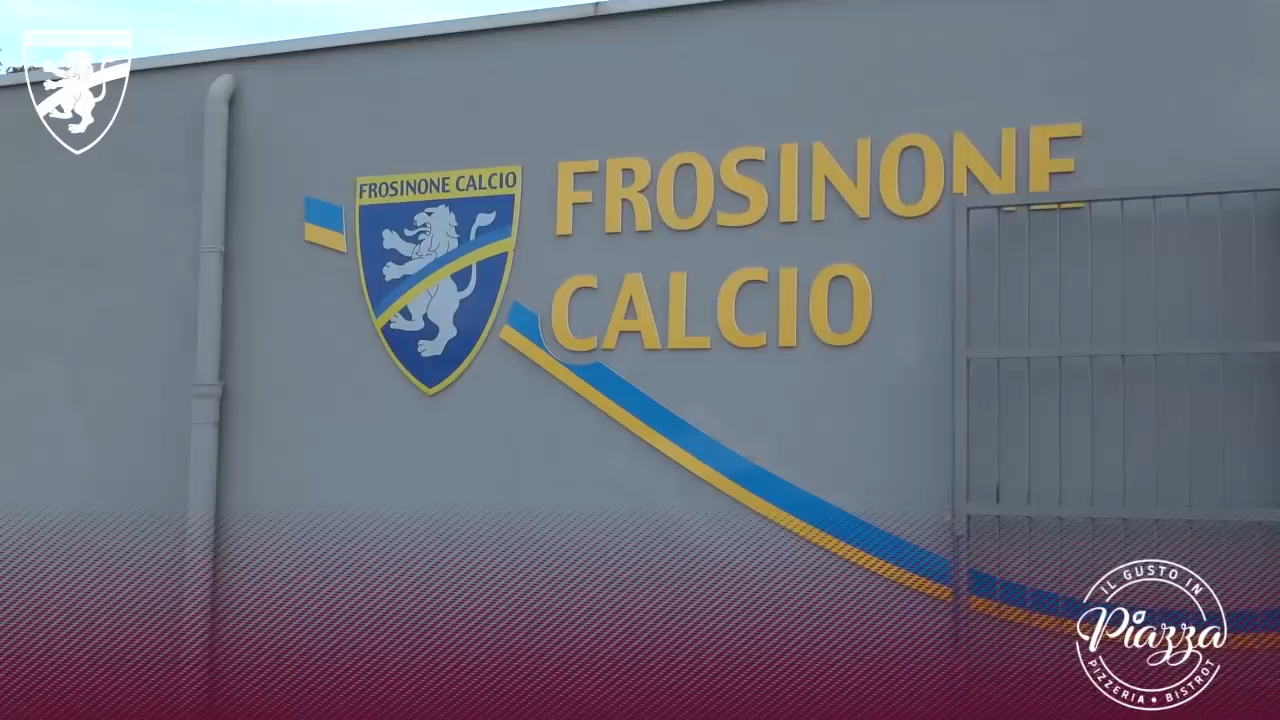 FROSINONE CALCIO
FROSINONE
CALCIO
IL GUSTO IN
Piazza
PIZZERIA • BISTROT